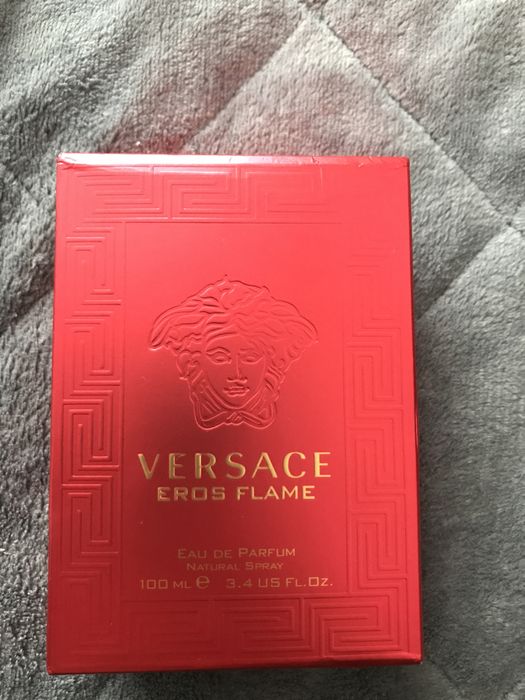 VERSACE
EROS FLAME
EAU DE PARFUM
NATURAL SPRAY
100 ML ℮ 3.4 US FL.OZ.